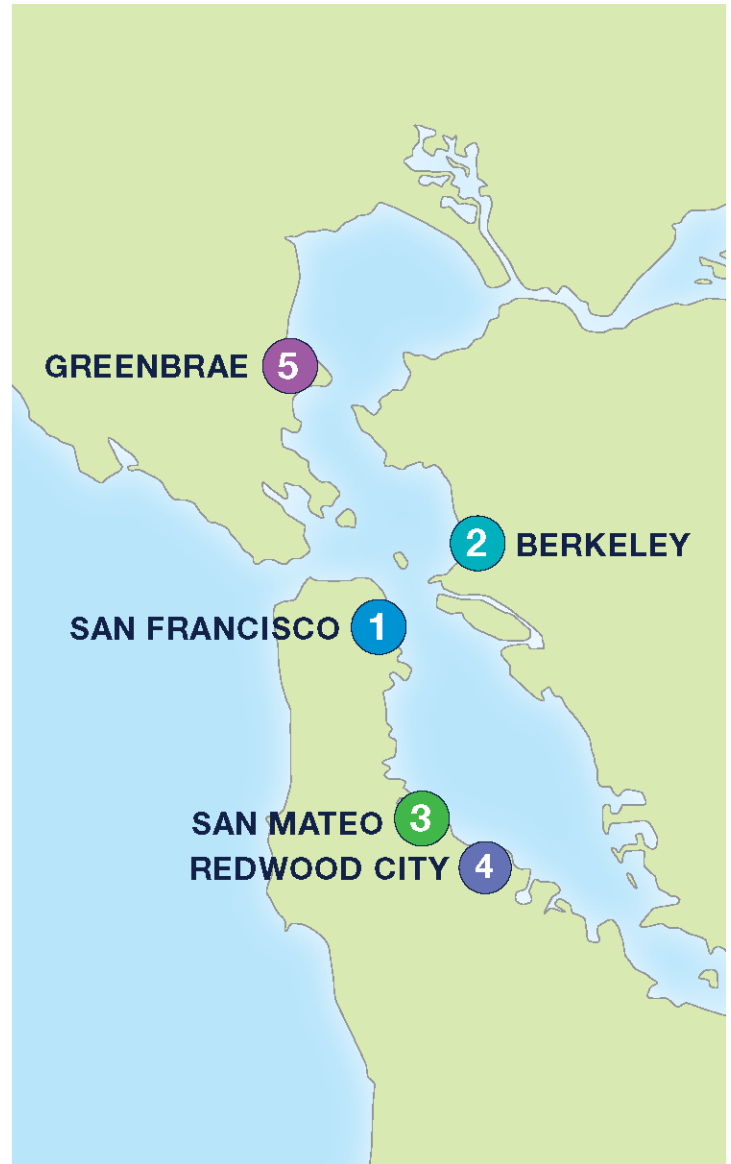 GREENBRAE 5
2 BERKELEY
SAN FRANCISCO 1
SAN MATEO 3
REDWOOD CITY 4